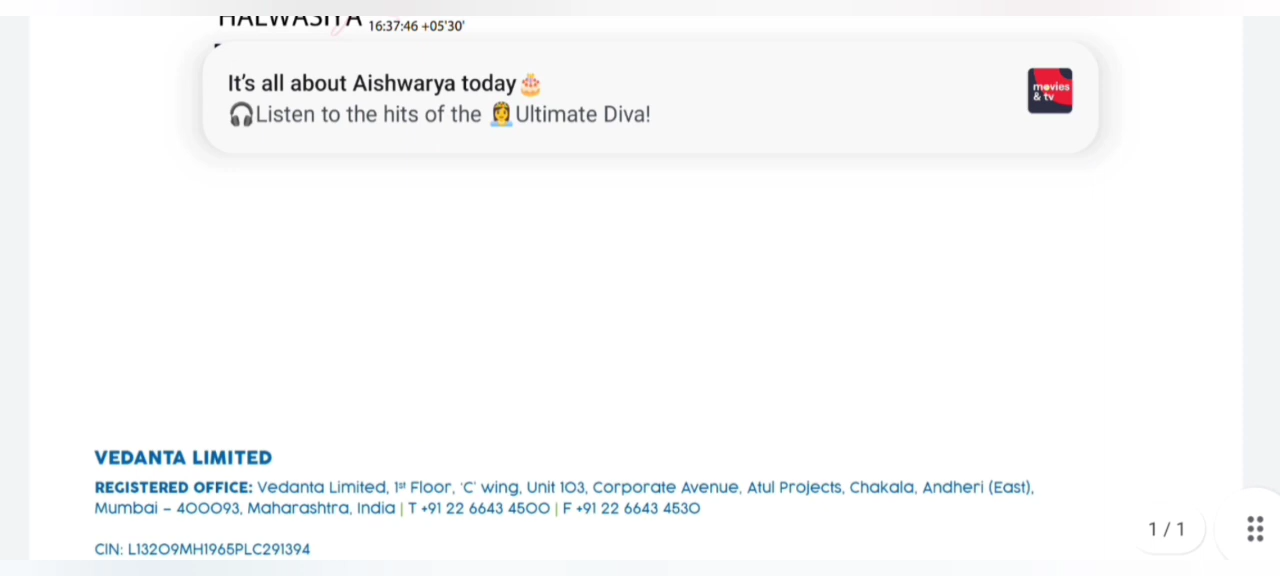 HALWASIYA 16:37:46 +05'30'
It's all about Aishwarya today🎂
🎧Listen to the hits of the 👸Ultimate Diva!
movies
& tv
VEDANTA LIMITED
REGISTERED OFFICE: Vedanta Limited, 1st Floor, 'C' wing, Unit 103, Corporate Avenue, Atul Projects, Chakala, Andheri (East),
Mumbai – 400093, Maharashtra, India | T +91 22 6643 4500 | F +91 22 6643 4530
1 / 1
CIN: L13209MH1965PLC291394